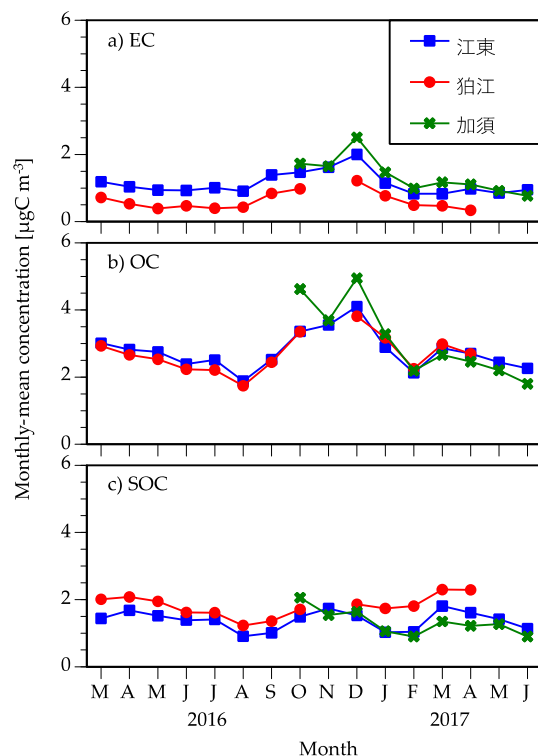 Monthly-mean concentration [μgC m⁻³]
a) EC
江東
狛江
加須
6
4
2
0
b) OC
6
4
2
0
c) SOC
6
4
2
0
M A M J J A S O N D J F M A M J
2016 2017
Month